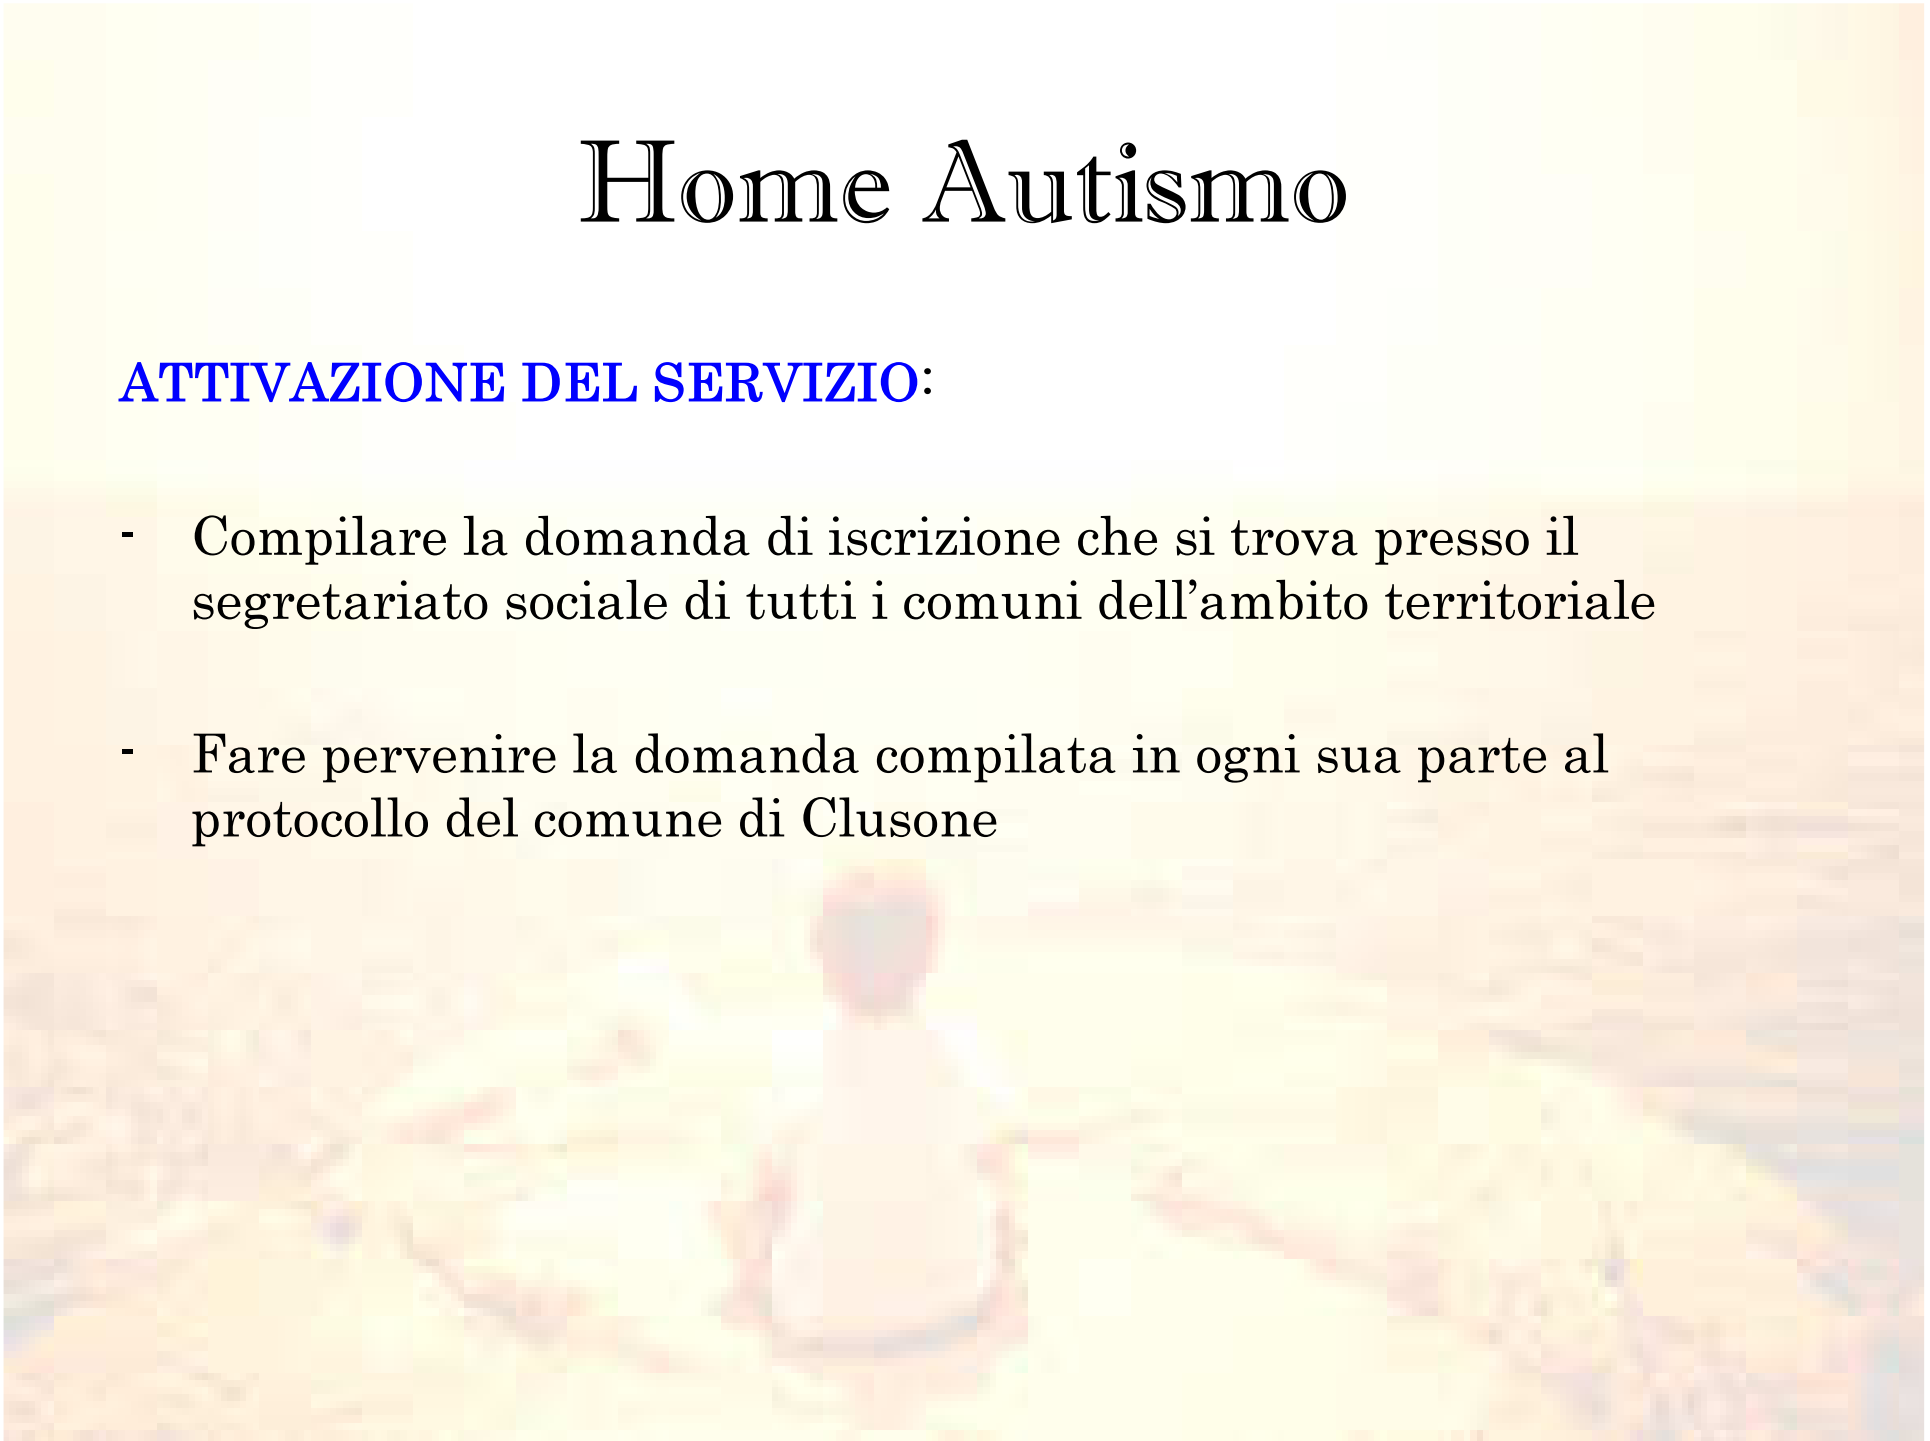 Home Autismo
ATTIVAZIONE DEL SERVIZIO:
- Compilare la domanda di iscrizione che si trova presso il
segretariato sociale di tutti i comuni dell’ambito territoriale
- Fare pervenire la domanda compilata in ogni sua parte al
protocollo del comune di Clusone